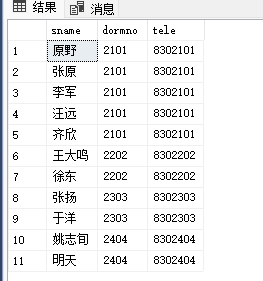 结果 消息
sname dormno tele
1 原野 2101 8302101
2 张原 2101 8302101
3 李军 2101 8302101
4 汪远 2101 8302101
5 齐欣 2101 8302101
6 王大鸣 2202 8302202
7 徐东 2202 8302202
8 张扬 2303 8302303
9 于洋 2303 8302303
10 姚志旬 2404 8302404
11 明天 2404 8302404